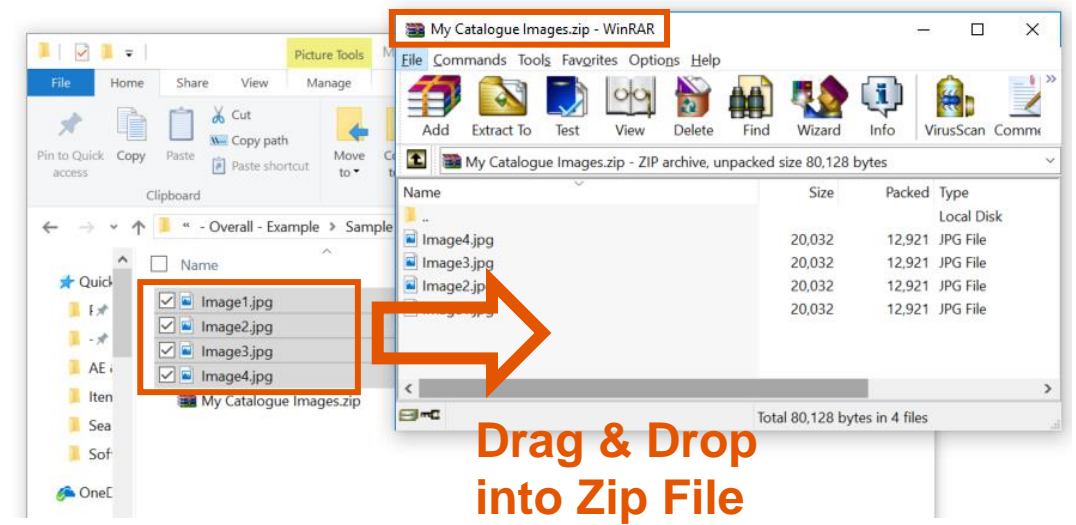 My Catalogue Images.zip - WinRAR
Picture Tools
File Home Share View Manage
Cut
Copy path
Paste shortcut
Pin to Quick access
Copy
Paste
Move to
Clipboard
« - Overall - Example > Sample
Name
Quick
Image1.jpg
Image2.jpg
Image3.jpg
Image4.jpg
My Catalogue Images.zip
AE
Sea
File Commands Tools Favorites Options Help
Add Extract To Test View Delete Find Wizard Info VirusScan
My Catalogue Images.zip - ZIP archive, unpacked size 80,128 bytes
Name Size Packed Type
.. Local Disk
Image4.jpg 20,032 12,921 JPG File
Image3.jpg 20,032 12,921 JPG File
Image2.jp 20,032 12,921 JPG File
20,032 12,921 JPG File
Total 80,128 bytes in 4 files
Drag & Drop
into Zip File